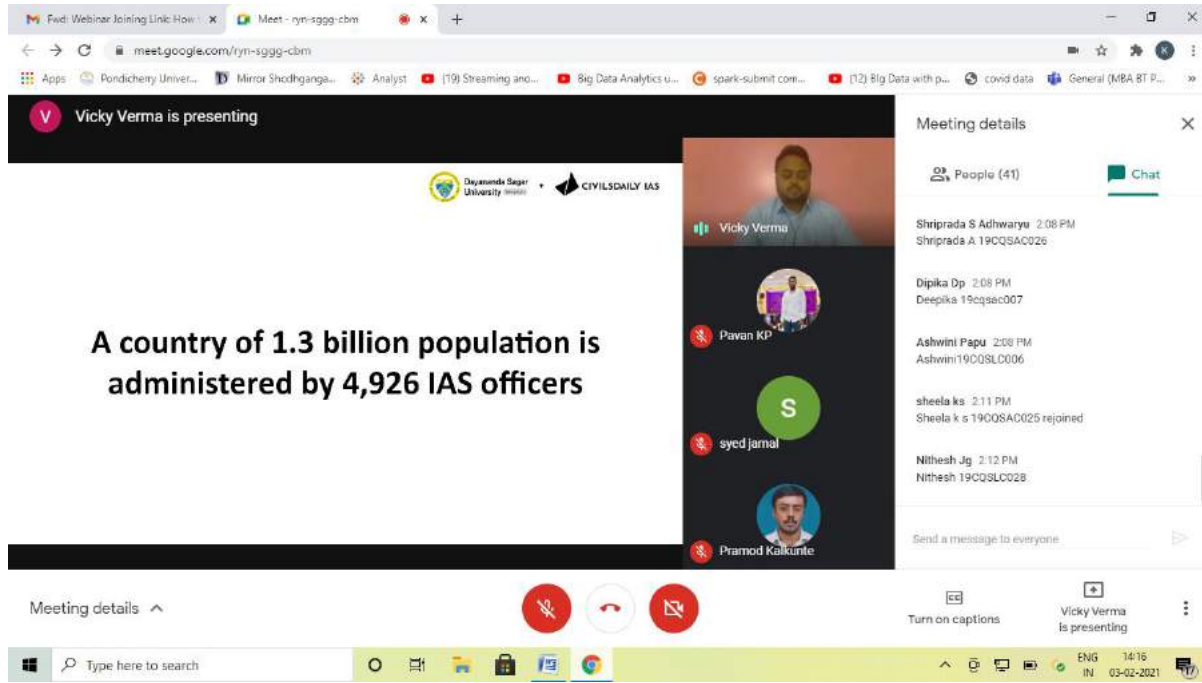 Fwd: Webinar Joining Link: How
Meet - ryn-sggg-cbm
meet.google.com/ryn-sggg-cbm
K
Apps
Pondicherry Univer...
Mirror Shodhganga...
Analyst
(19) Streaming ano...
Big Data Analytics u...
spark-submit com...
(12) Big Data with p...
covid data
General (MBA BT P...
V
Vicky Verma is presenting
Dayananda Sagar
University
CIVILSDAILY IAS
A country of 1.3 billion population is
administered by 4,926 IAS officers
Vicky Verma
Pavan KP
S
syed jamal
Pramod Kalkunte
Meeting details
People (41)
Chat
Shriprada S Adhwaryu 2:08 PM
Shriprada A 19CQSAC026
Dipika Dp 2:08 PM
Deepika 19cqsac007
Ashwini Papu 2:08 PM
Ashwini19CQSLC006
sheela ks 2:11 PM
Sheela k s 19CQSAC025 rejoined
Nithesh Jg 2:12 PM
Nithesh 19CQSLC028
Send a message to everyone
Meeting details
CC
Turn on captions
Vicky Verma
is presenting
Type here to search
ENG
IN
14:16
03-02-2021
17